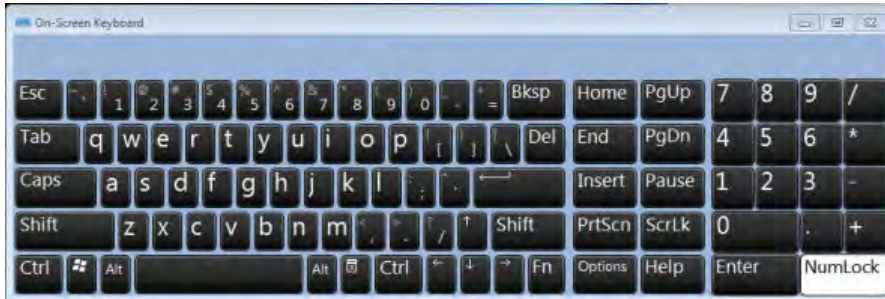 On-Screen Keyboard
Esc ~ ` ! 1 @ 2 # 3 $ 4 % 5 ^ 6 & 7 * 8 ( 9 ) 0 _ - + = Bksp Home PgUp 7 8 9 /
Tab q w e r t y u i o p { [ } ] | \ Del End PgDn 4 5 6 *
Caps a s d f g h j k l : ; " ' Insert Pause 1 2 3 -
Shift z x c v b n m < , > . ? / ↑ Shift PrtScn ScrLk 0 . +
Ctrl Alt Alt Ctrl ← ↓ → Fn Options Help Enter NumLock